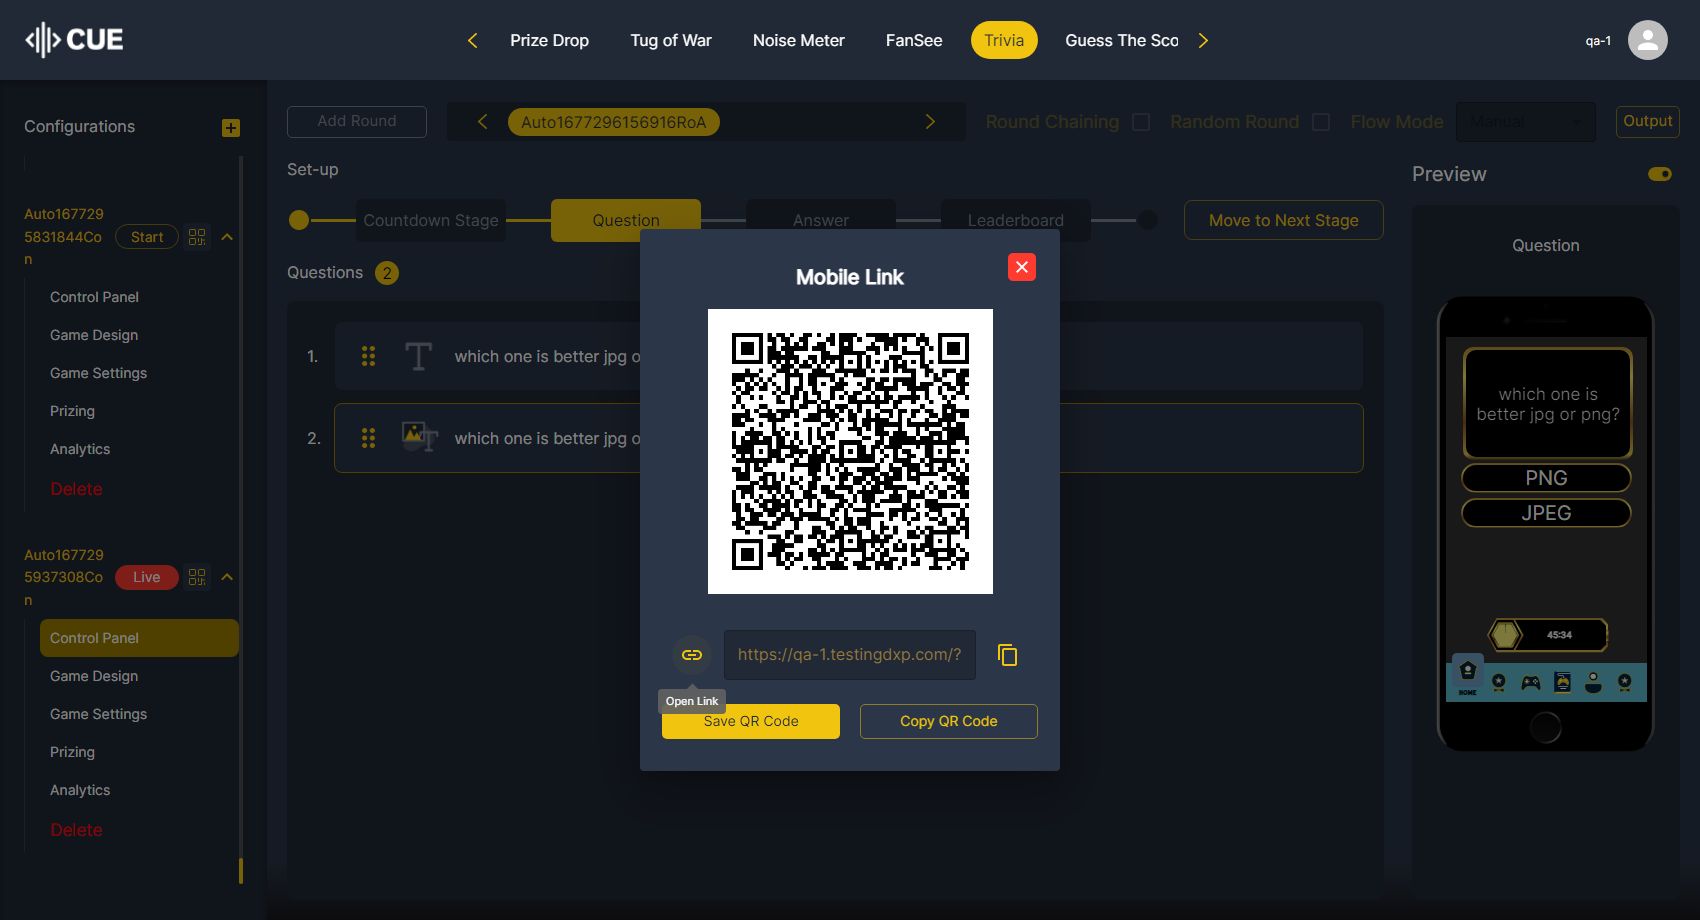 CUE
Prize Drop
Tug of War
Noise Meter
FanSee
Trivia
Guess The Sco
qa-1
Configurations
Add Round
Auto1677296156916RoA
Round Chaining
Random Round
Flow Mode
Manual
Output
Set-up
Preview
Auto167729
5831844Co
n
Start
Countdown Stage
Question
Answer
Leaderboard
Move to Next Stage
Question
Questions
2
Control Panel
Game Design
Game Settings
Prizing
Analytics
Delete
Mobile Link
1.
which one is better jpg o
2.
which one is better jpg o
which one is
better jpg or png?
PNG
JPEG
45:34
HOME
Auto167729
5937308Co
n
Live
Control Panel
Game Design
Game Settings
Prizing
Analytics
Delete
https://qa-1.testingdxp.com/?
Open Link
Save QR Code
Copy QR Code